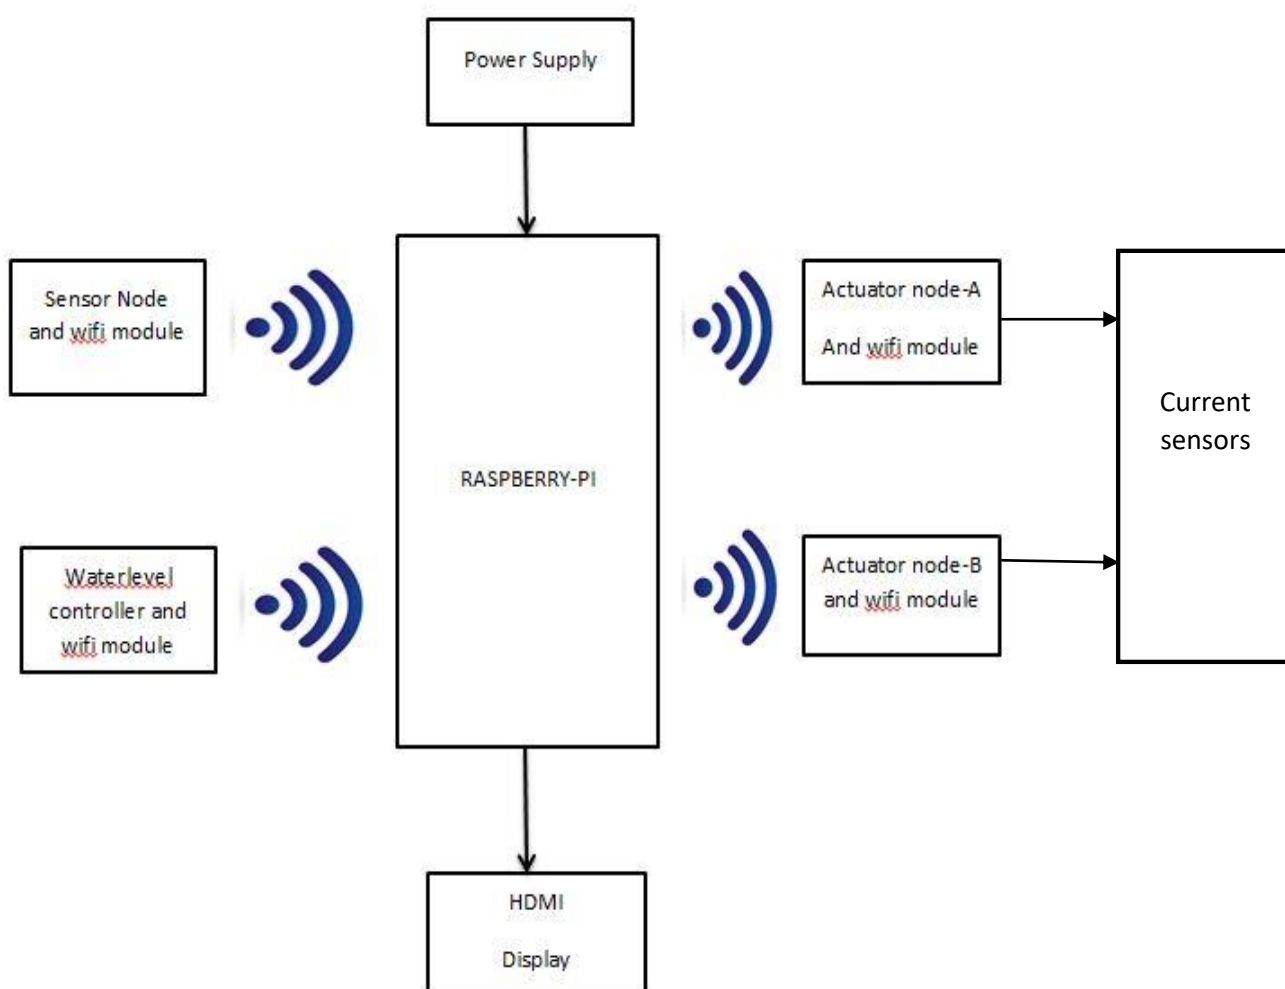 Power Supply
Sensor Node
and wifi module
Actuator node-A
And wifi module
Current
sensors
RASPBERRY-PI
Waterlevel
controller and
wifi module
Actuator node-B
and wifi module
HDMI
Display